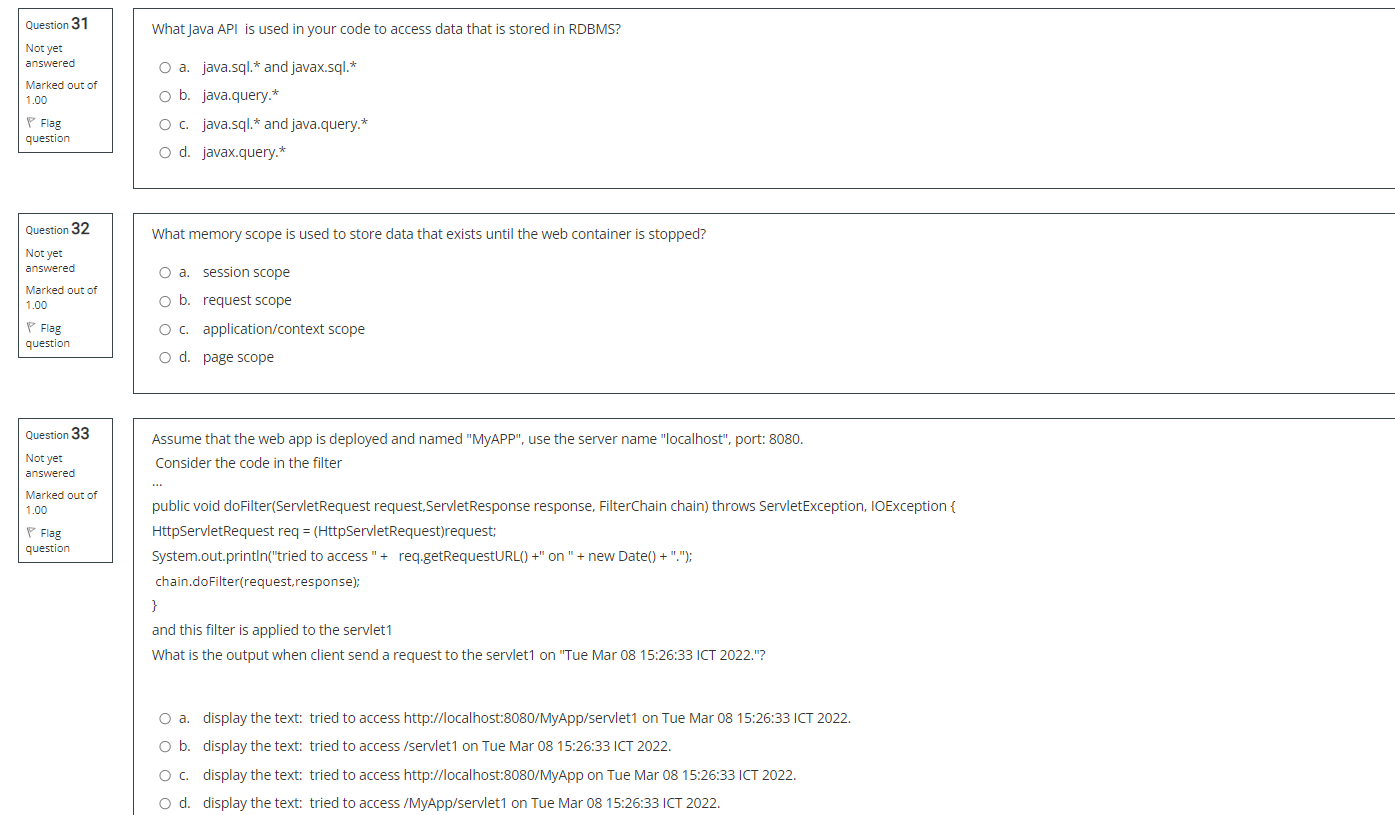 Question 31
Not yet
answered
Marked out of
1.00
Flag
question
What Java API is used in your code to access data that is stored in RDBMS?
a. java.sql.* and javax.sql.*
b. java.query.*
c. java.sql.* and java.query.*
d. javax.query.*
Question 32
Not yet
answered
Marked out of
1.00
Flag
question
What memory scope is used to store data that exists until the web container is stopped?
a. session scope
b. request scope
c. application/context scope
d. page scope
Question 33
Not yet
answered
Marked out of
1.00
Flag
question
Assume that the web app is deployed and named "MyAPP", use the server name "localhost", port: 8080.
Consider the code in the filter
...
public void doFilter(ServletRequest request,ServletResponse response, FilterChain chain) throws ServletException, IOException {
HttpServletRequest req = (HttpServletRequest)request;
System.out.println("tried to access " + req.getRequestURL() +" on " + new Date() + ".");
chain.doFilter(request,response);
}
and this filter is applied to the servlet1
What is the output when client send a request to the servlet1 on "Tue Mar 08 15:26:33 ICT 2022."?
a. display the text: tried to access http://localhost:8080/MyApp/servlet1 on Tue Mar 08 15:26:33 ICT 2022.
b. display the text: tried to access /servlet1 on Tue Mar 08 15:26:33 ICT 2022.
c. display the text: tried to access http://localhost:8080/MyApp on Tue Mar 08 15:26:33 ICT 2022.
d. display the text: tried to access /MyApp/servlet1 on Tue Mar 08 15:26:33 ICT 2022.